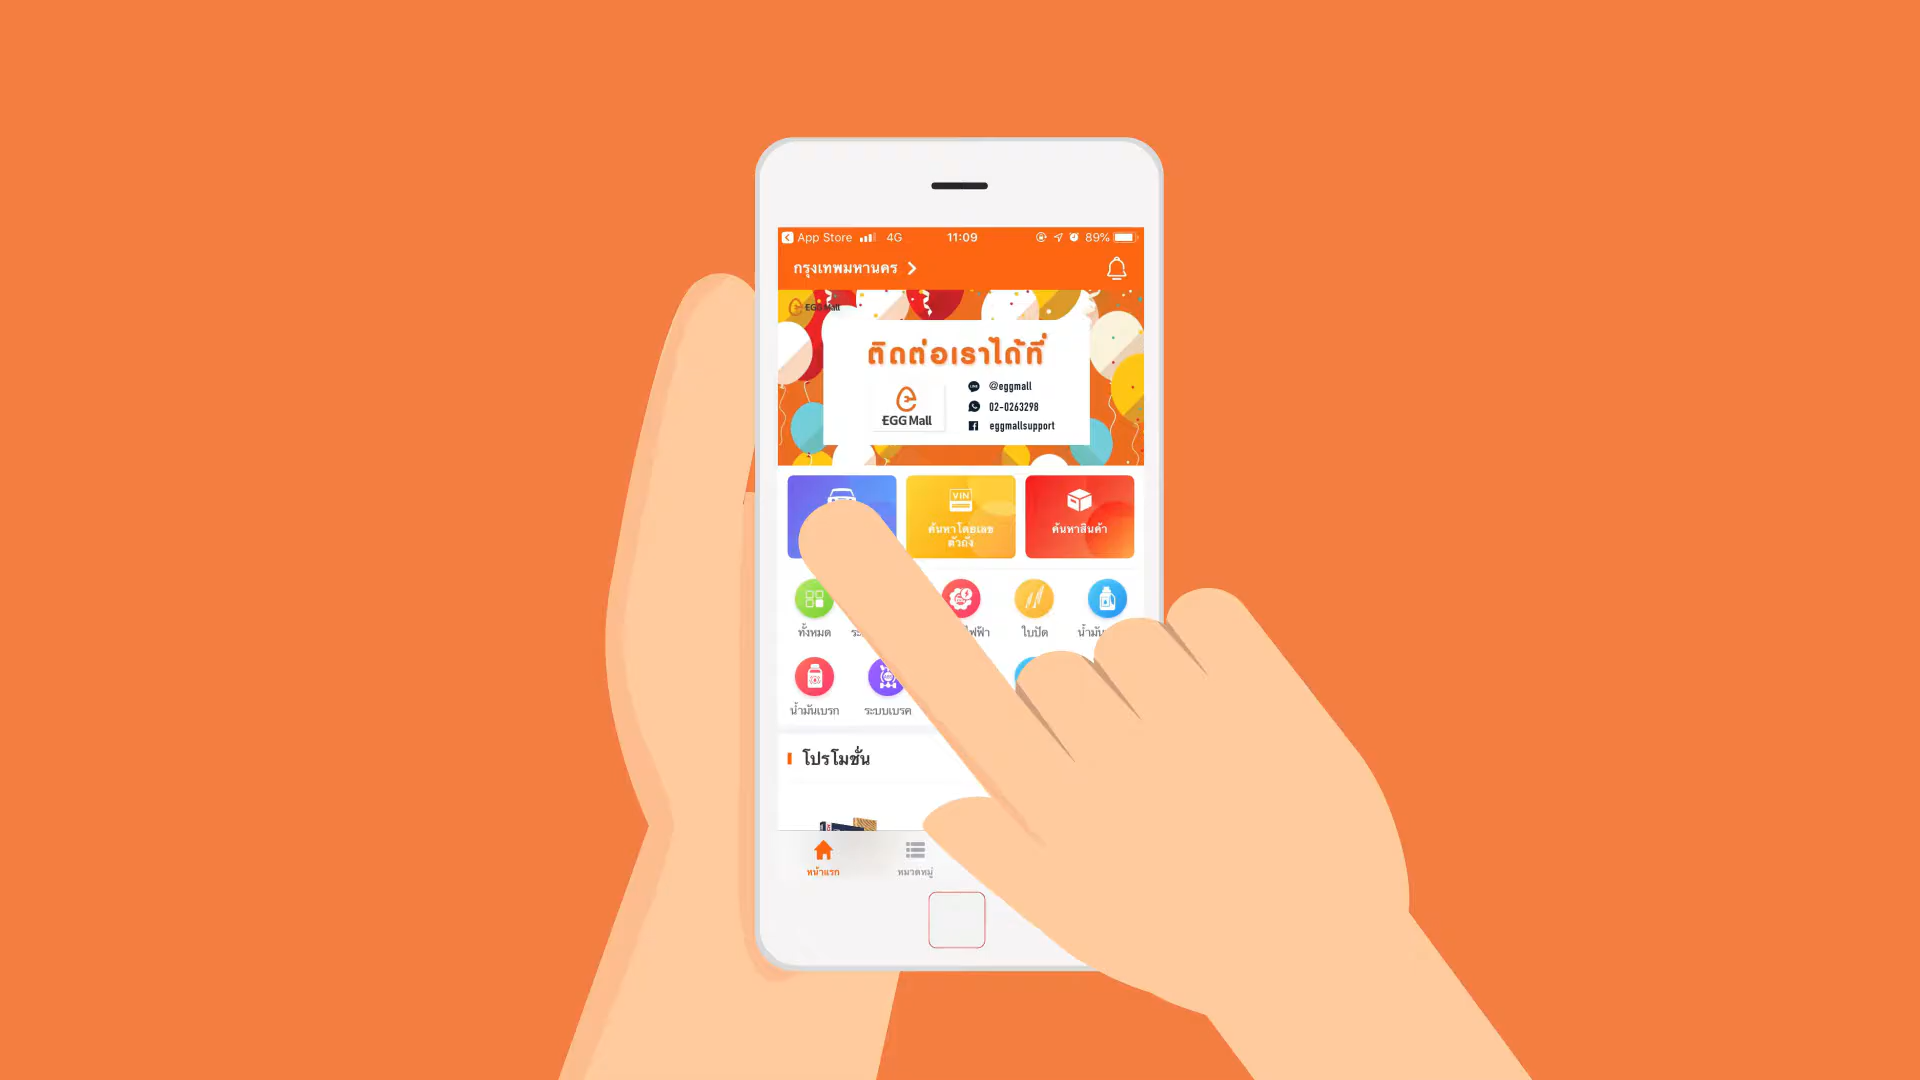 App Store 4G 11:09 89%
กรุงเทพมหานคร
EGG Mall
ติดต่อเราได้ที่
@eggmall
EGG Mall
02-0263298
eggmallsupport
VIN
ค้นหาโดยเลข
ตัวถัง
ค้นหาสินค้า
ทั้งหมด
ใบปัด
น้ำมันเบรก
ระบบเบรค
โปรโมชั่น
หน้าแรก
หมวดหมู่